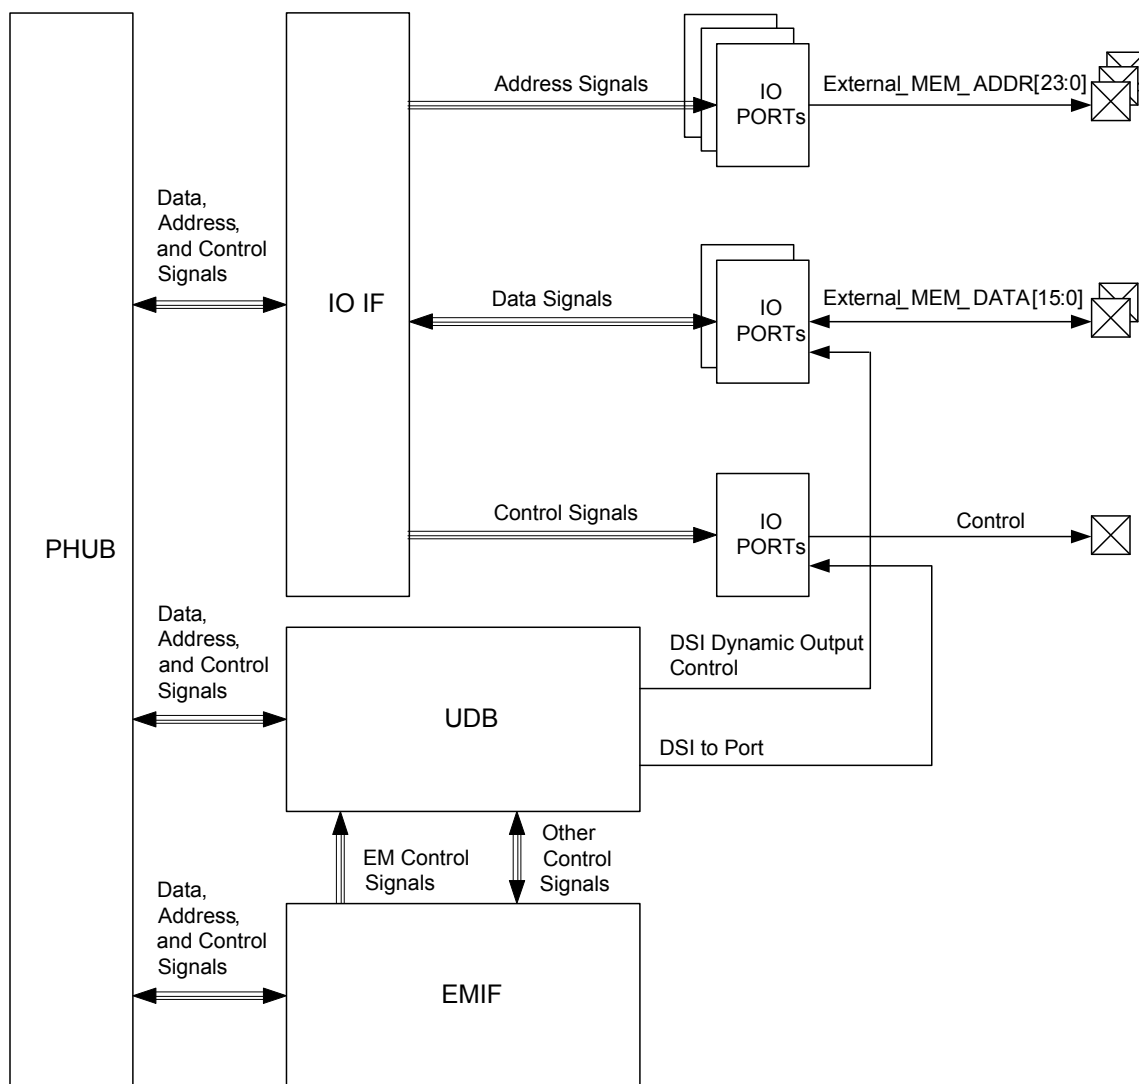 Address Signals
IO
PORTs
External_MEM_ADDR[23:0]
Data,
Address,
and Control
Signals
IO IF
Data Signals
IO
PORTs
External_MEM_DATA[15:0]
Control Signals
IO
PORTs
Control
PHUB
Data,
Address,
and Control
Signals
UDB
DSI Dynamic Output
Control
DSI to Port
EM Control
Signals
Other
Control
Signals
Data,
Address,
and Control
Signals
EMIF